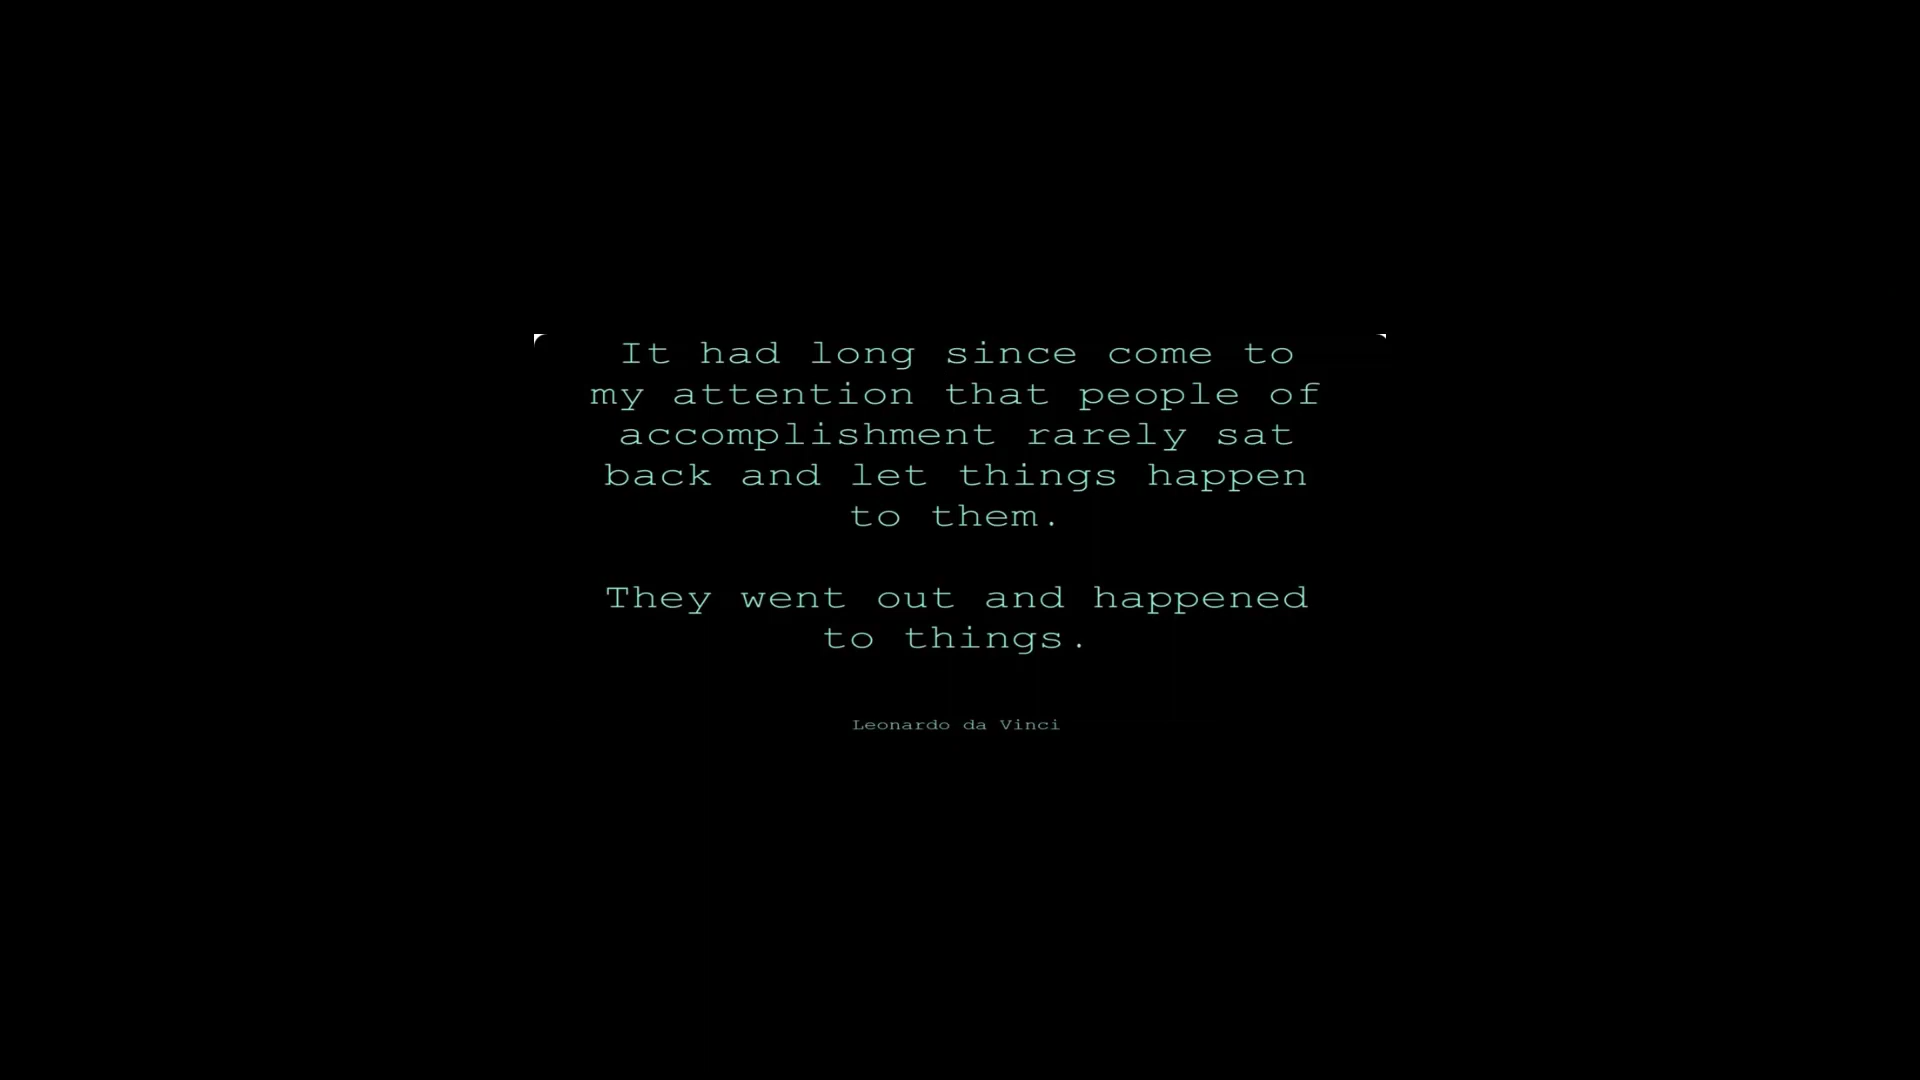 It had long since come to
my attention that people of
accomplishment rarely sat
back and let things happen
to them.
They went out and happened
to things.
Leonardo da Vinci